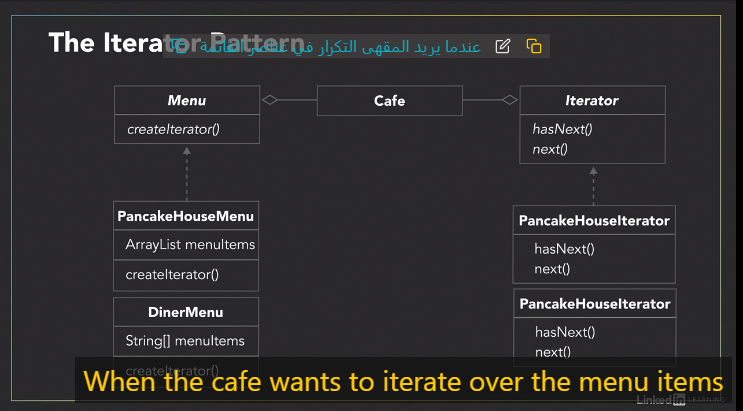 The Iterator Pattern
عندما يريد المقهى التكرار في عناصر القائمة
Menu
createIterator()
Cafe
Iterator
hasNext()
next()
PancakeHouseMenu
ArrayList menuItems
createIterator()
DinerMenu
String[] menuItems
createIterator()
PancakeHouseIterator
hasNext()
next()
PancakeHouseIterator
hasNext()
next()
When the cafe wants to iterate over the menu items
Linked in LEARNING